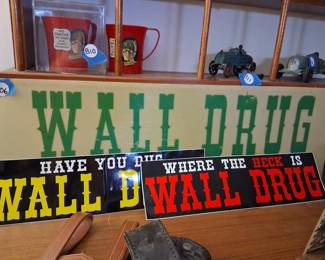 WALL DRUG
HAVE YOU DUG
WALL D
WHERE THE HECK IS
WALL DRUG